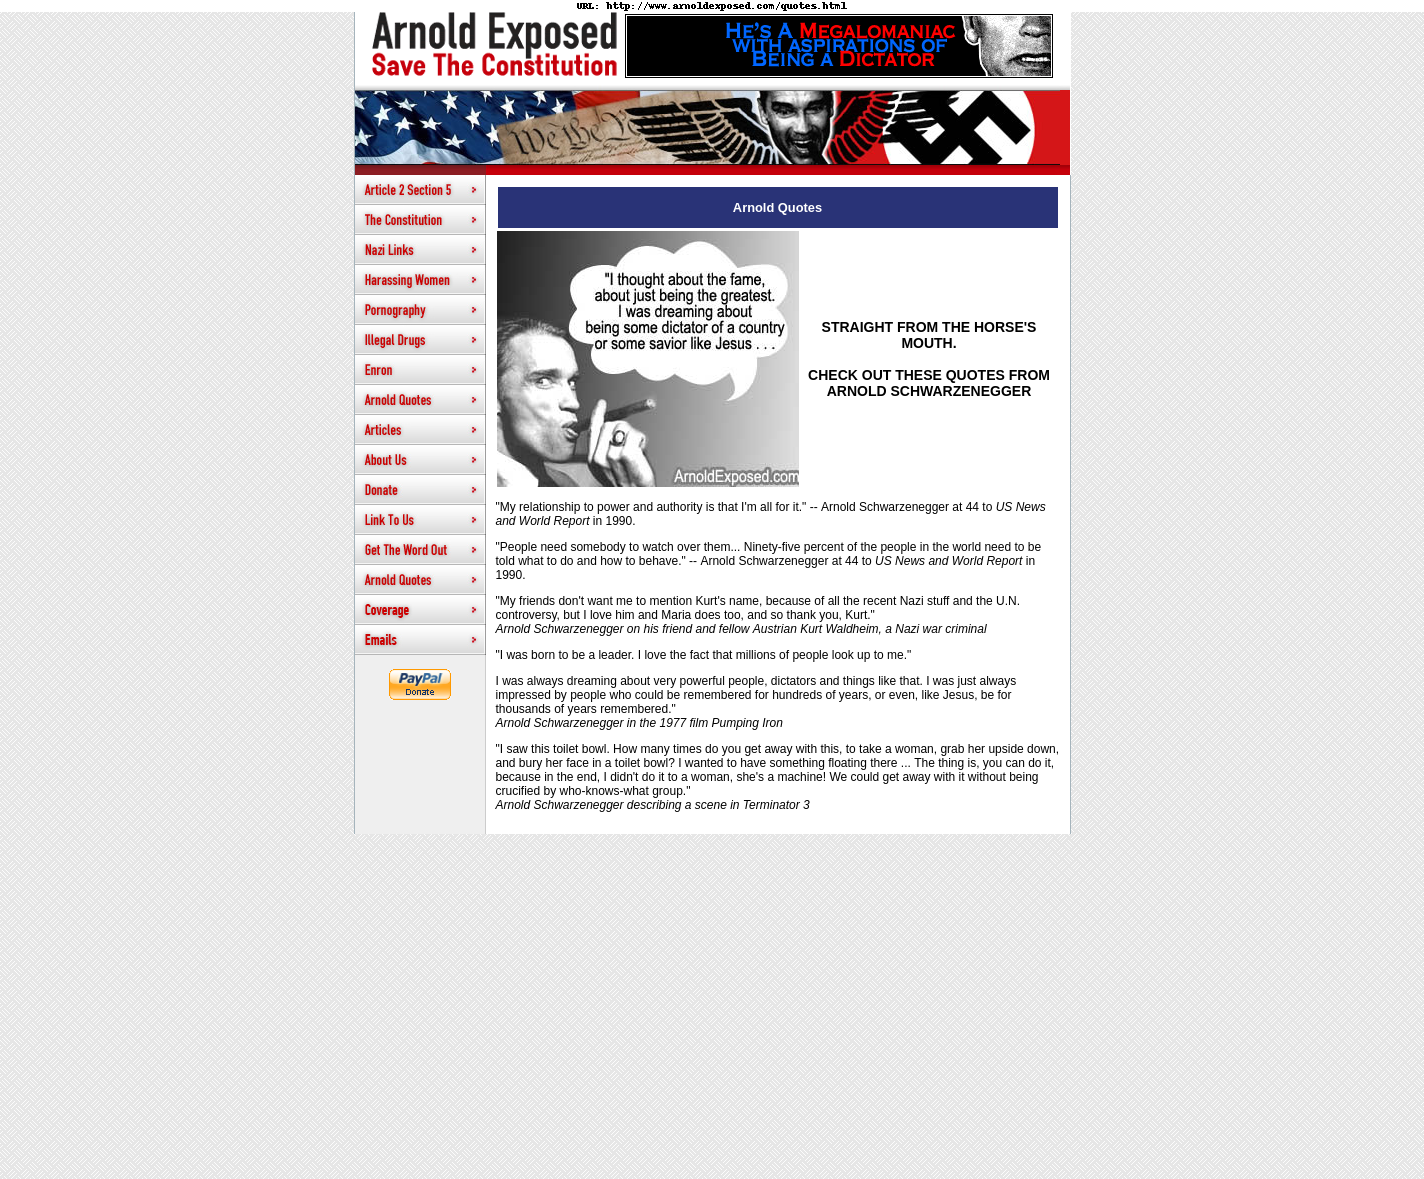 URL: http://www.arnoldexposed.com/quotes.html
Arnold Exposed
Save The Constitution
He's A Megalomaniac
with aspirations of
Being a Dictator
We the Peo
Article 2 Section 5 >
The Constitution >
Nazi Links >
Harassing Women >
Pornography >
Illegal Drugs >
Enron >
Arnold Quotes >
Articles >
About Us >
Donate >
Link To Us >
Get The Word Out >
Arnold Quotes >
Coverage >
Emails >
PayPal
Donate
Arnold Quotes
"I thought about the fame,
about just being the greatest.
I was dreaming about
being some dictator of a country
or some savior like Jesus . . .
ArnoldExposed.com
STRAIGHT FROM THE HORSE'S
MOUTH.
CHECK OUT THESE QUOTES FROM
ARNOLD SCHWARZENEGGER
"My relationship to power and authority is that I'm all for it." -- Arnold Schwarzenegger at 44 to US News
and World Report in 1990.
"People need somebody to watch over them... Ninety-five percent of the people in the world need to be
told what to do and how to behave." -- Arnold Schwarzenegger at 44 to US News and World Report in
1990.
"My friends don't want me to mention Kurt's name, because of all the recent Nazi stuff and the U.N.
controversy, but I love him and Maria does too, and so thank you, Kurt."
Arnold Schwarzenegger on his friend and fellow Austrian Kurt Waldheim, a Nazi war criminal
"I was born to be a leader. I love the fact that millions of people look up to me."
I was always dreaming about very powerful people, dictators and things like that. I was just always
impressed by people who could be remembered for hundreds of years, or even, like Jesus, be for
thousands of years remembered."
Arnold Schwarzenegger in the 1977 film Pumping Iron
"I saw this toilet bowl. How many times do you get away with this, to take a woman, grab her upside down,
and bury her face in a toilet bowl? I wanted to have something floating there ... The thing is, you can do it,
because in the end, I didn't do it to a woman, she's a machine! We could get away with it without being
crucified by who-knows-what group."
Arnold Schwarzenegger describing a scene in Terminator 3